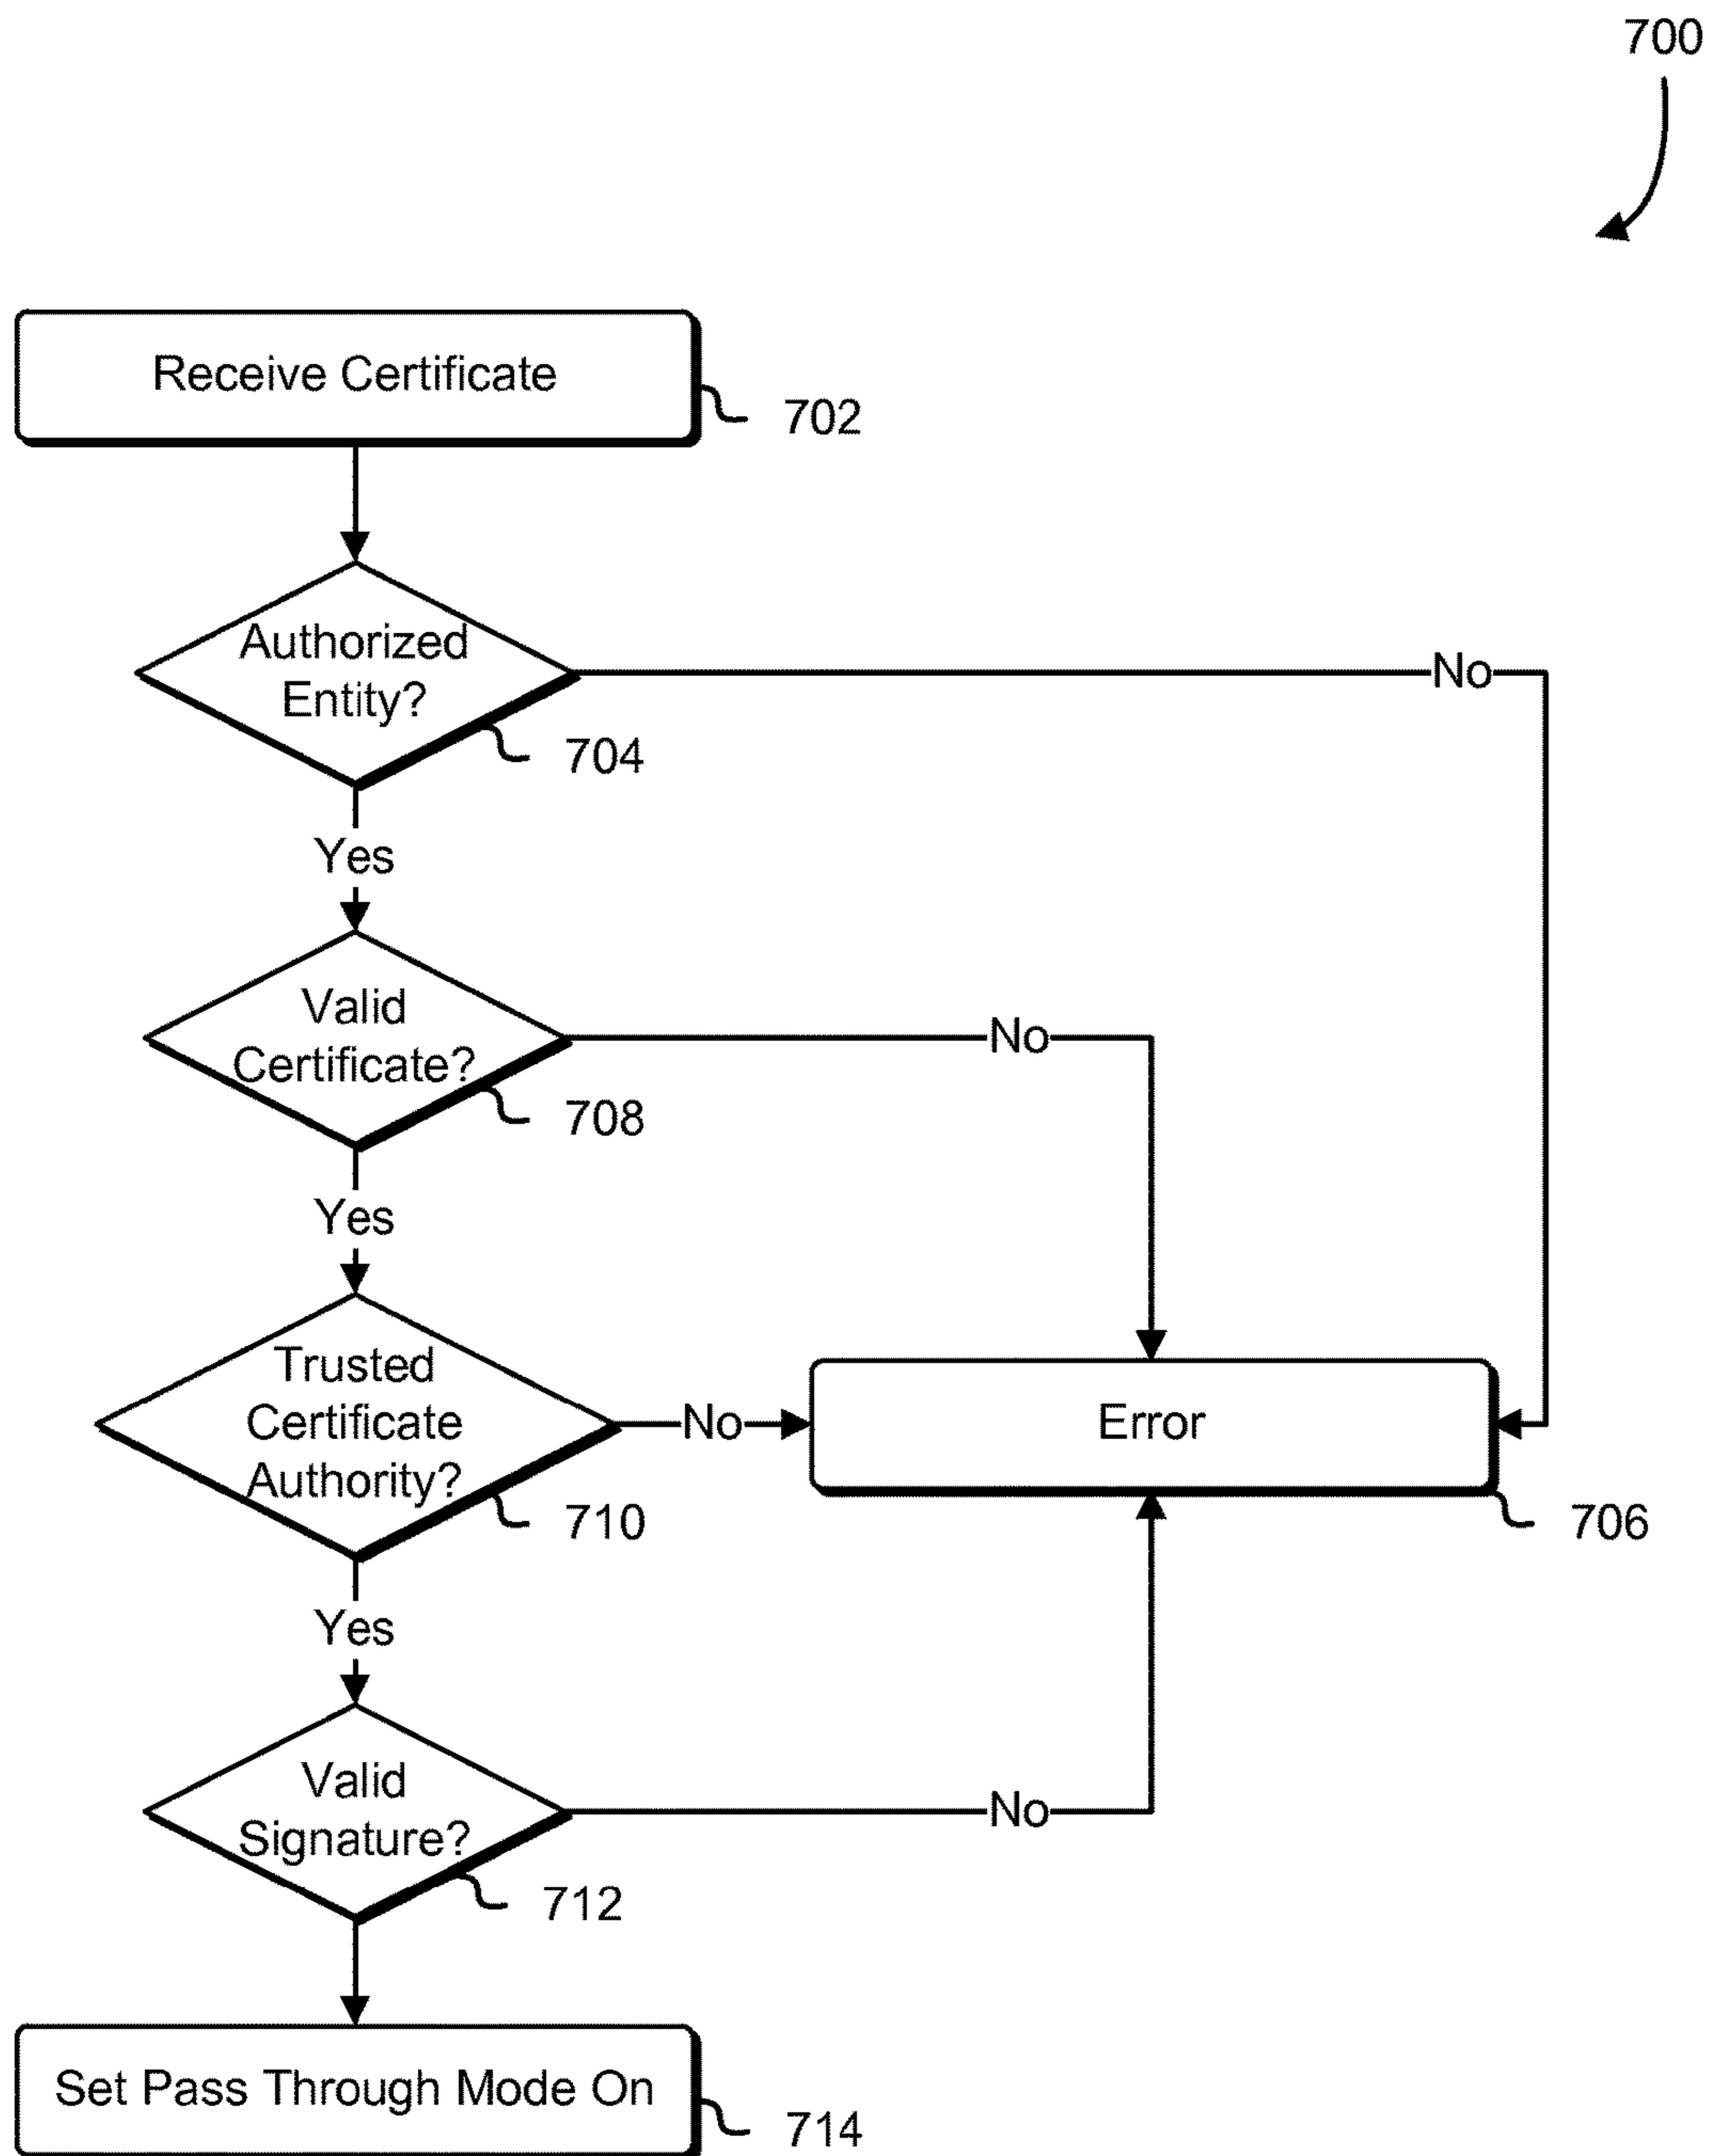 700
Receive Certificate
702
Authorized
Entity?
No
704
Yes
Valid
Certificate?
No
708
Yes
Trusted
Certificate
Authority?
No
Error
710
706
Yes
Valid
Signature?
No
712
Set Pass Through Mode On
714